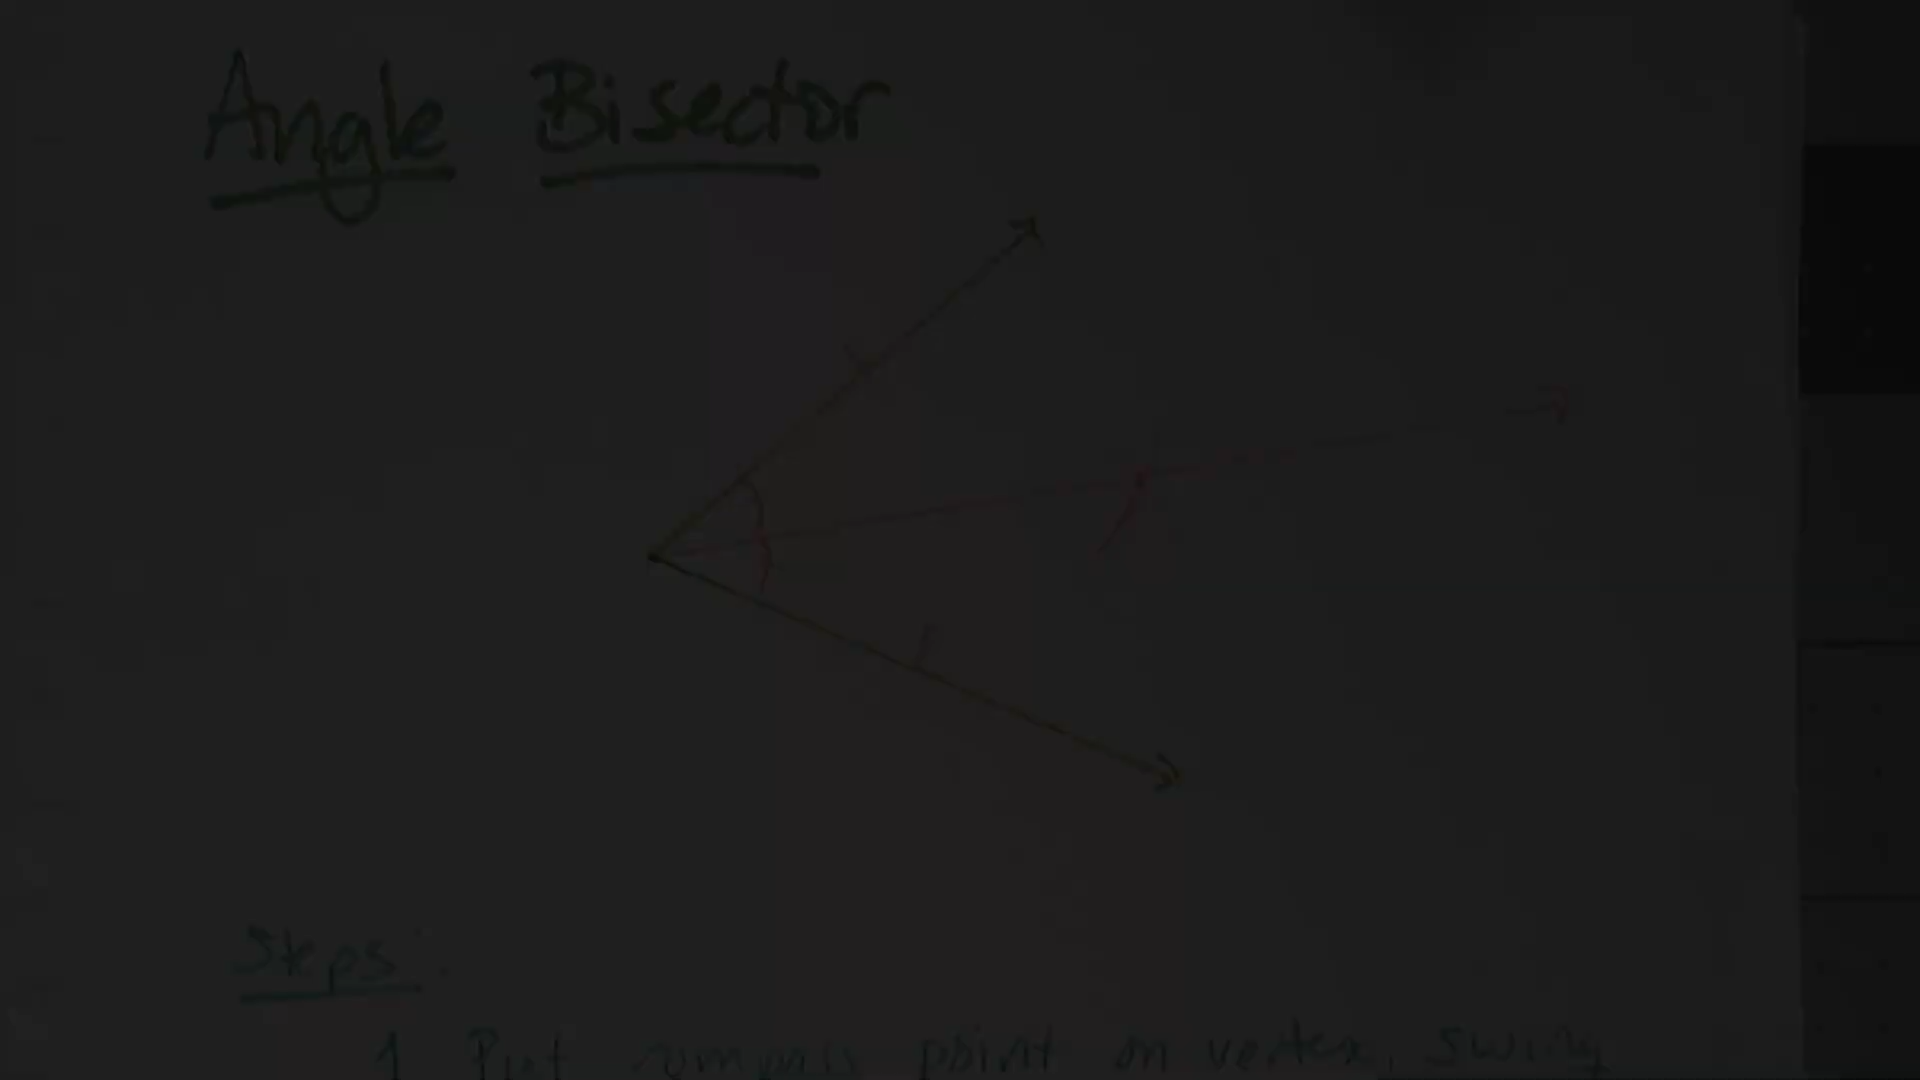 Angle Bisector
Steps:
1 Put compass point on vertex, swing